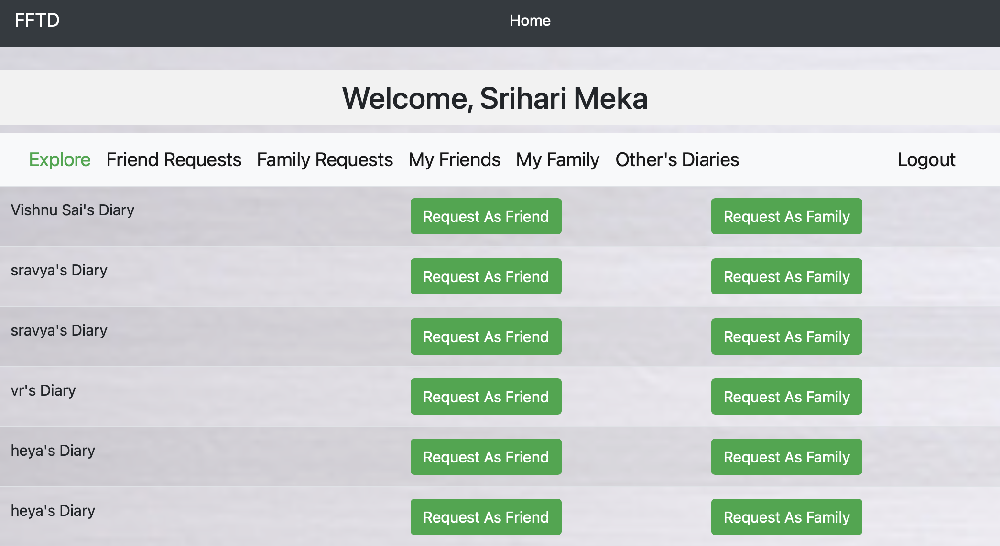 FFTD Home
Welcome, Srihari Meka
Explore Friend Requests Family Requests My Friends My Family Other's Diaries Logout
Vishnu Sai's Diary Request As Friend Request As Family
sravya's Diary Request As Friend Request As Family
sravya's Diary Request As Friend Request As Family
vr's Diary Request As Friend Request As Family
heya's Diary Request As Friend Request As Family
heya's Diary Request As Friend Request As Family